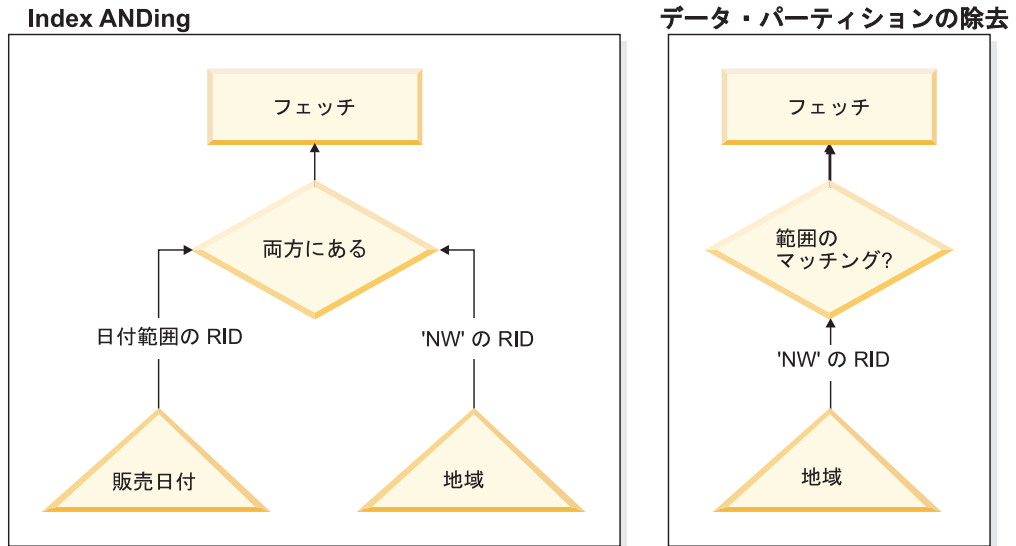 Index ANDing
フェッチ
両方にある
日付範囲の RID
'NW' の RID
販売日付
地域
データ・パーティションの除去
フェッチ
範囲の
マッチング?
'NW' の RID
地域